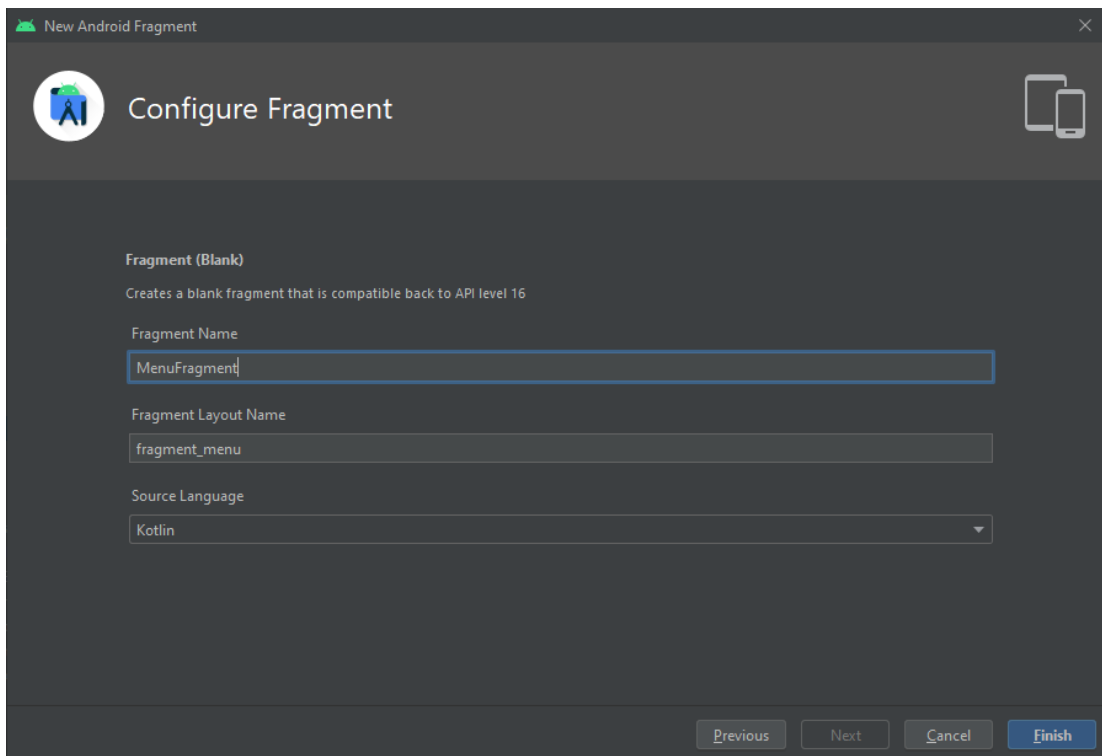 New Android Fragment
Configure Fragment
Fragment (Blank)
Creates a blank fragment that is compatible back to API level 16
Fragment Name
MenuFragment
Fragment Layout Name
fragment_menu
Source Language
Kotlin
Previous Next Cancel Finish